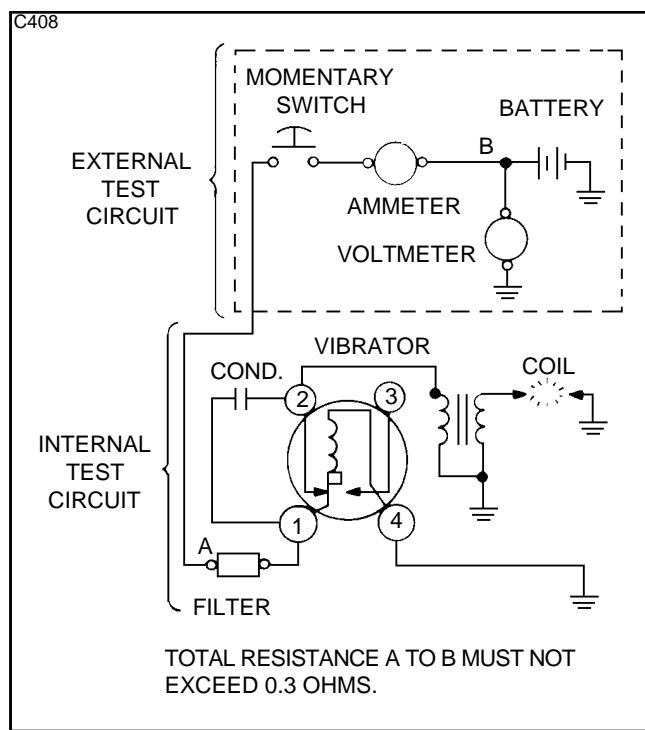 C408
MOMENTARY
SWITCH
BATTERY
EXTERNAL
TEST
CIRCUIT
B
AMMETER
VOLTMETER
VIBRATOR
COND.
COIL
2
3
INTERNAL
TEST
CIRCUIT
1
4
A
FILTER
TOTAL RESISTANCE A TO B MUST NOT
EXCEED 0.3 OHMS.